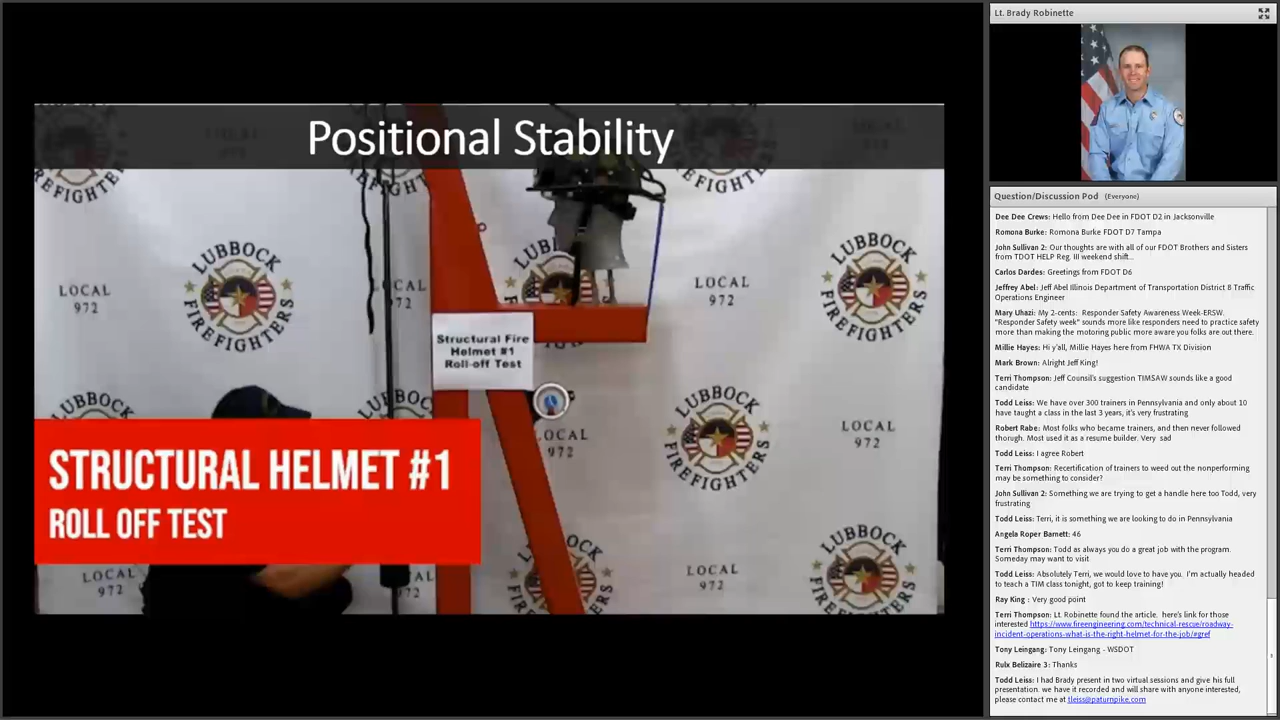 Positional Stability
LUBBOCK
FIREFIGHTERS
LOCAL
972
Structural Fire
Helmet #1
Roll-off Test
STRUCTURAL HELMET #1
ROLL OFF TEST
LUBBOCK
FIREFIGHTERS
LOCAL
972
LUBBOCK
FIREFIGHTERS
LOCAL
972
LOCAL
972
LUBBOCK
Lt. Brady Robinette
Question/Discussion Pod (Everyone)
Dee Dee Crews: Hello from Dee Dee in FDOT D2 in Jacksonville
Romona Burke: Romona Burke FDOT D7 Tampa
John Sullivan 2: Our thoughts are with all of our FDOT Brothers and Sisters
from TDOT HELP Reg. III weekend shift...
Carlos Dardes: Greetings from FDOT D6
Jeffrey Abel: Jeff Abel Illinois Department of Transportation District 8 Traffic
Operations Engineer
Mary Uhazi: My 2-cents: Responder Safety Awareness Week-ERSW.
"Responder Safety week" sounds more like responders need to practice safety
more than making the motoring public more aware you folks are out there.
Millie Hayes: Hi y'all, Millie Hayes here from FHWA TX Division
Mark Brown: Alright Jeff King!
Terri Thompson: Jeff Counsil's suggestion TIMSAW sounds like a good
candidate
Todd Leiss: We have over 300 trainers in Pennsylvania and only about 10
have taught a class in the last 3 years, it's very frustrating
Robert Rabe: Most folks who became trainers, and then never followed
thorugh. Most used it as a resume builder. Very sad
Todd Leiss: I agree Robert
Terri Thompson: Recertification of trainers to weed out the nonperforming
may be something to consider?
John Sullivan 2: Something we are trying to get a handle here too Todd, very
frustrating
Todd Leiss: Terri, it is something we are looking to do in Pennsylvania
Angela Roper Barnett: 46
Terri Thompson: Todd as always you do a great job with the program.
Someday may want to visit
Todd Leiss: Absolutely Terri, we would love to have you. I'm actually headed
to teach a TIM class tonight, got to keep training!
Ray King : Very good point
Terri Thompson: Lt. Robinette found the article. here's link for those
interested https://www.fireengineering.com/technical-rescue/roadway-
incident-operations-what-is-the-right-helmet-for-the-job/#gref
Tony Leingang: Tony Leingang - WSDOT
Rulx Belizaire 3: Thanks
Todd Leiss: I had Brady present in two virtual sessions and give his full
presentation. we have it recorded and will share with anyone interested,
please contact me at tleiss@paturnpike.com